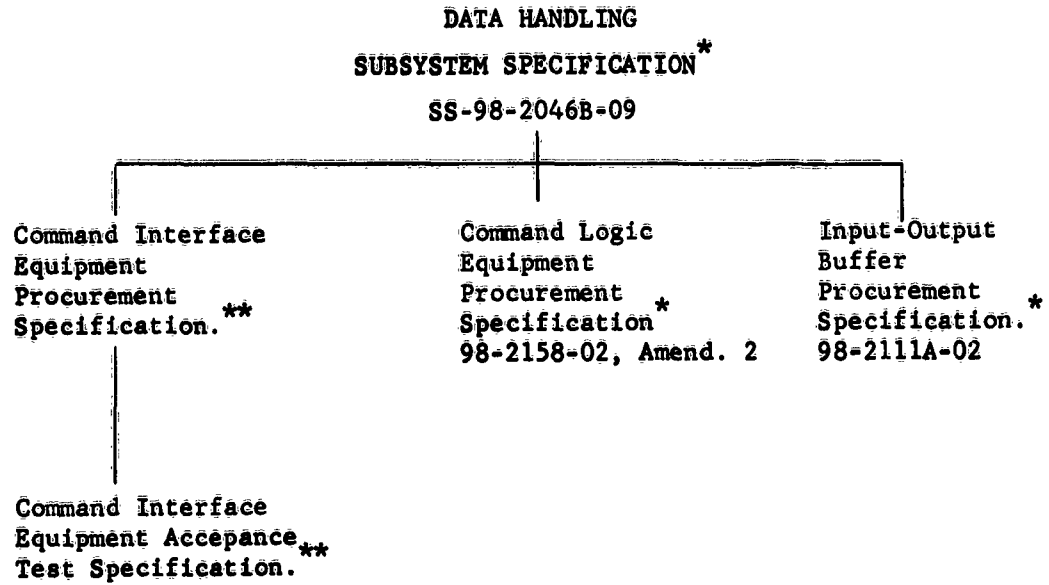 DATA HANDLING
SUBSYSTEM SPECIFICATION*
SS-98-2046B-09
Command Interface
Equipment
Procurement
Specification.**
Command Logic
Equipment
Procurement
Specification*
98-2158-02, Amend. 2
Input-Output
Buffer
Procurement
Specification.*
98-2111A-02
Command Interface
Equipment Accepance
Test Specification.**